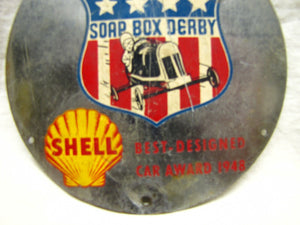 SOAP BOX DERBY
SHELL
BEST-DESIGNED
CAR AWARD 1948